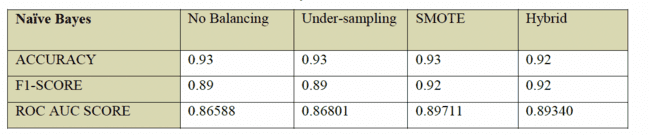 Naïve Bayes No Balancing Under-sampling SMOTE Hybrid
ACCURACY 0.93 0.93 0.93 0.92
F1-SCORE 0.89 0.89 0.92 0.92
ROC AUC SCORE 0.86588 0.86801 0.89711 0.89340